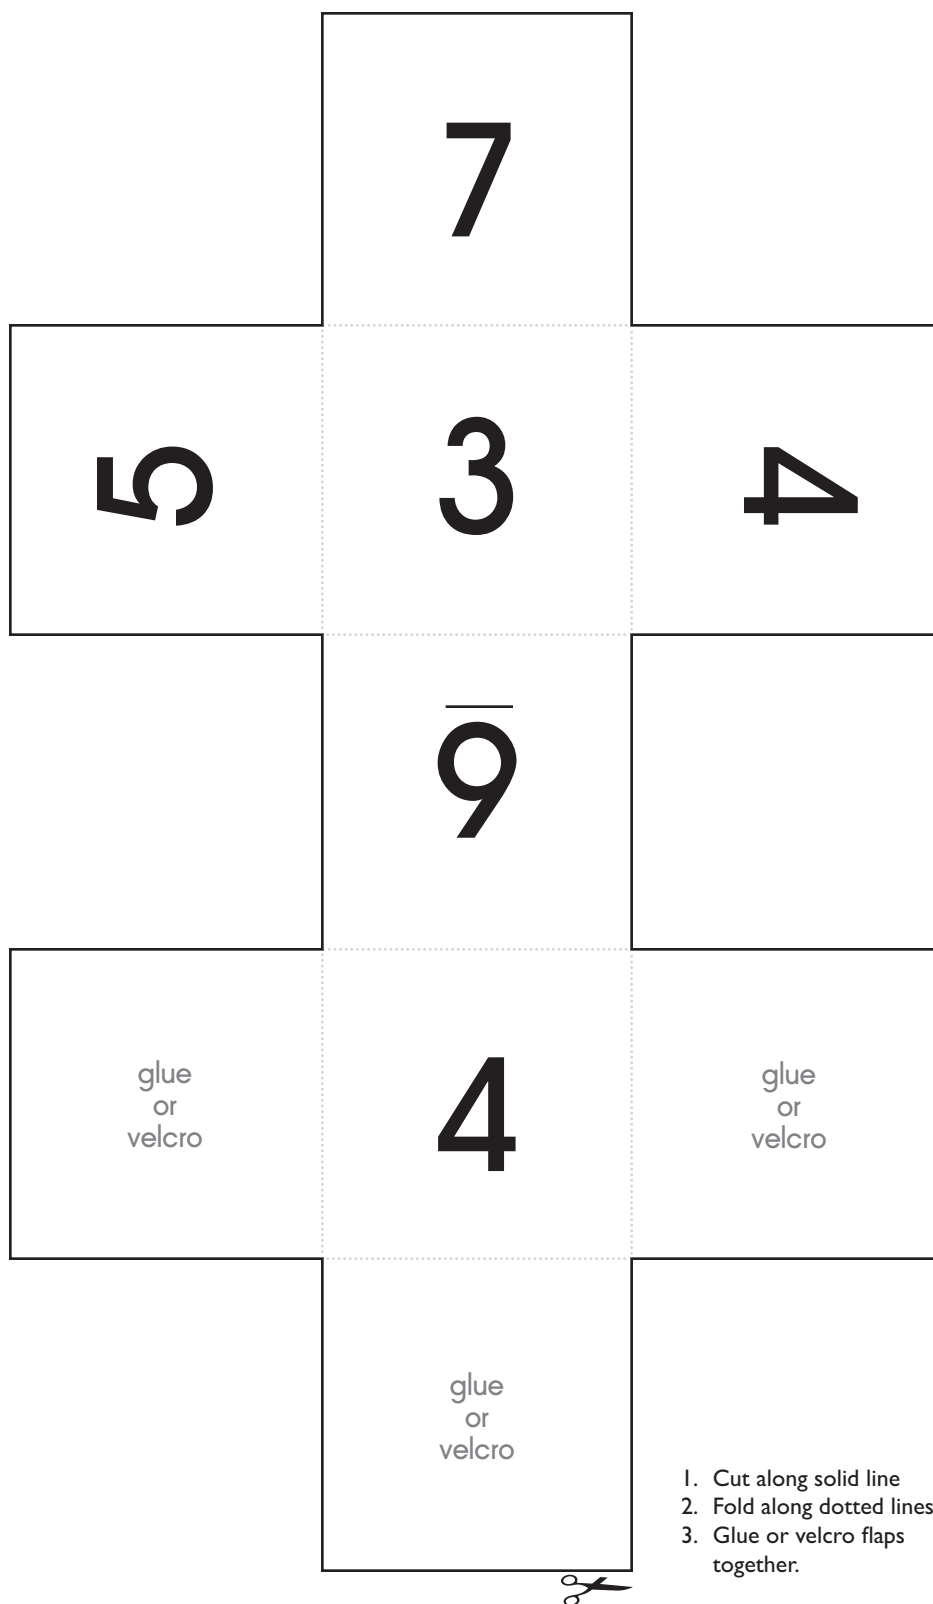 7
5 3 4
6
glue
or
velcro
4
glue
or
velcro
glue
or
velcro
1. Cut along solid line
2. Fold along dotted lines
3. Glue or velcro flaps
together.